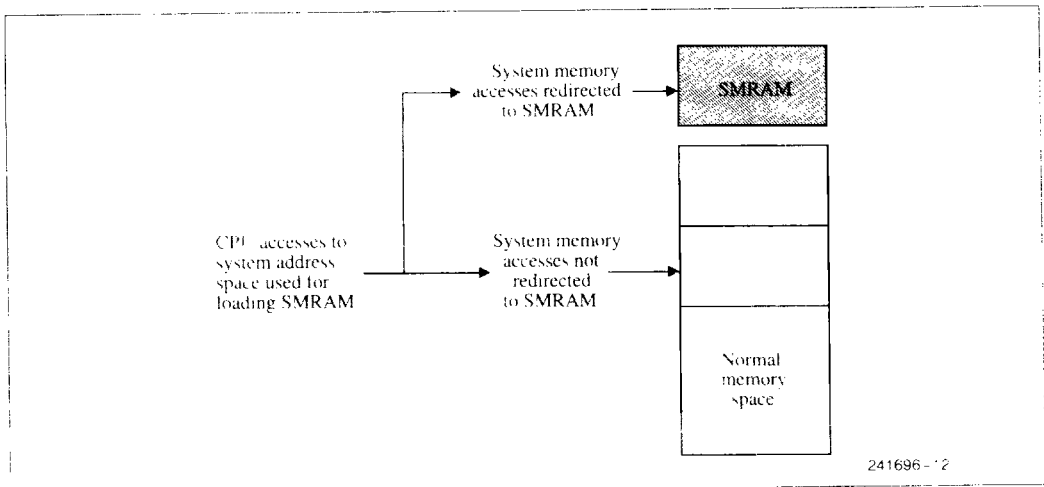 System memory
accesses redirected
to SMRAM
SMRAM
CPU accesses to
system address
space used for
loading SMRAM
System memory
accesses not
redirected
to SMRAM
Normal
memory
space
241696-12